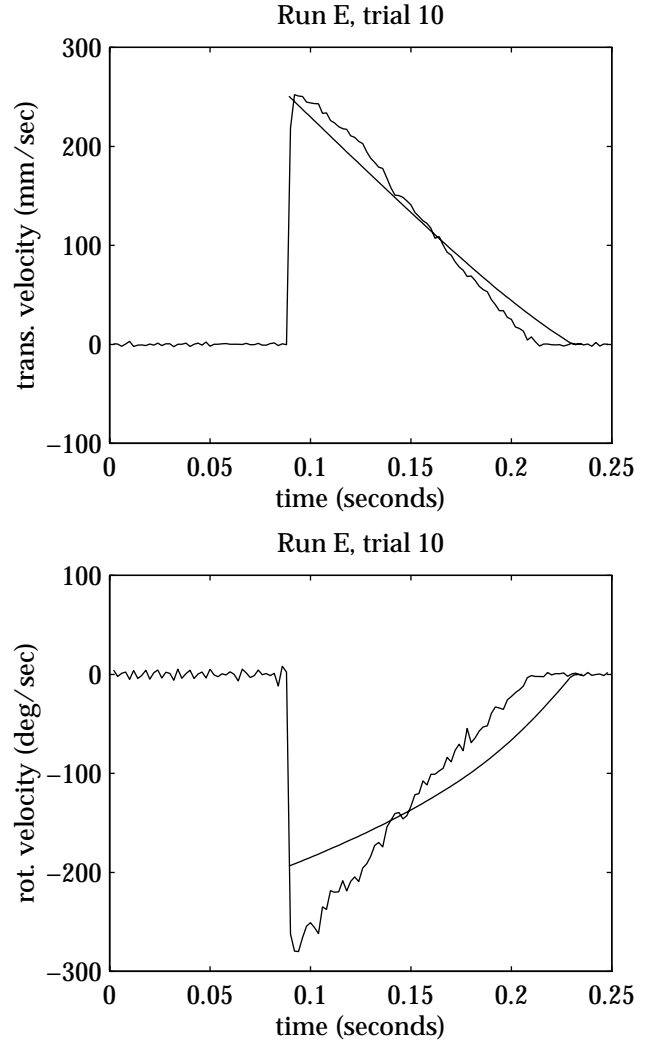 Run E, trial 10
300
200
100
0
−100
trans. velocity (mm/sec)
0 0.05 0.1 0.15 0.2 0.25
time (seconds)
Run E, trial 10
100
0
−100
−200
−300
rot. velocity (deg/sec)
0 0.05 0.1 0.15 0.2 0.25
time (seconds)